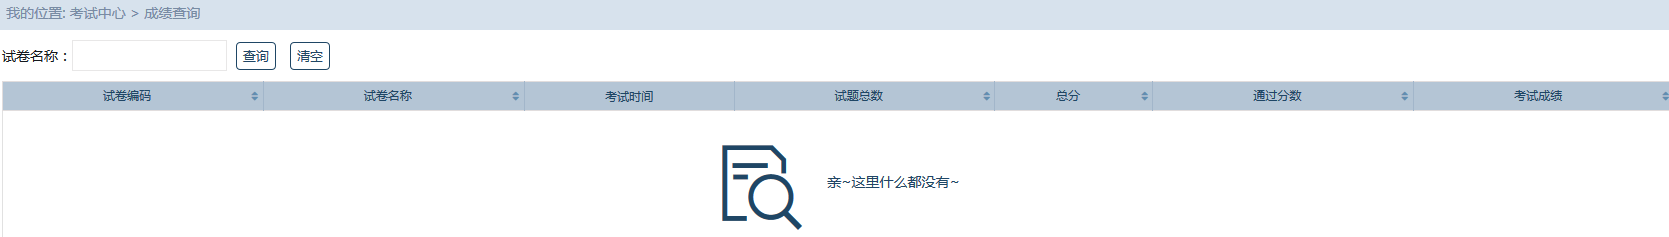 我的位置: 考试中心 > 成绩查询
试卷名称： 查询 清空
试卷编码 试卷名称 考试时间 试题总数 总分 通过分数 考试成绩
亲~这里什么都没有~